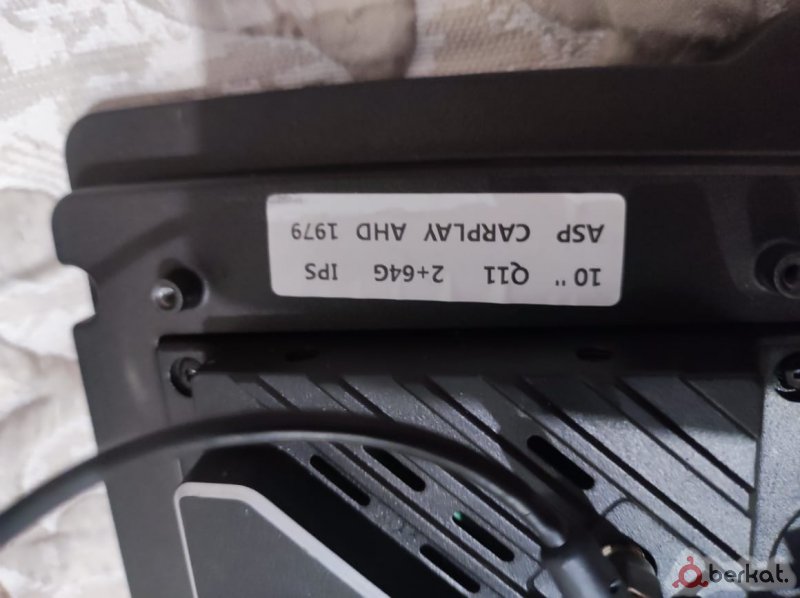 10" Q11 2+64G IPS
ASP CARPLAY AHD 1979
berkat.